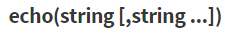 echo(string [,string ...])